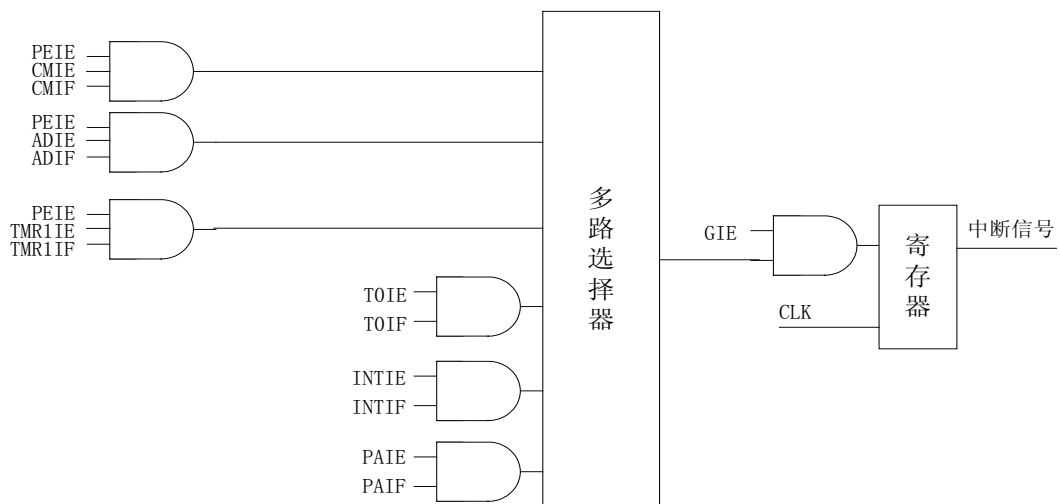 PEIE
CMIE
CMIF
PEIE
ADIE
ADIF
PEIE
TMR1IE
TMR1IF
T0IE
T0IF
INTIE
INTIF
PAIE
PAIF
多路选择器
GIE
CLK
寄存器
中断信号